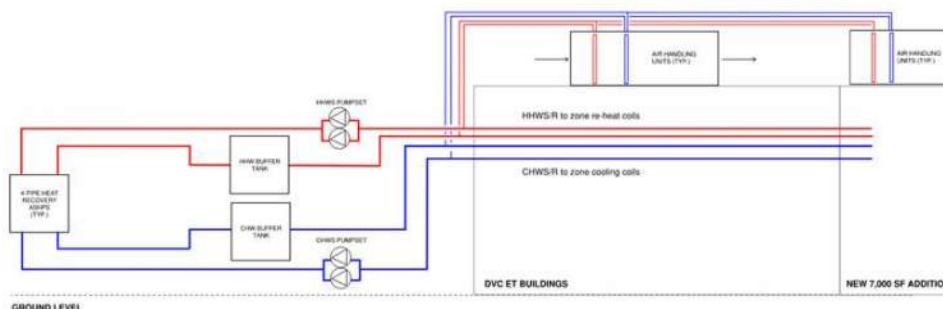 AIR HANDLING
UNITS (TYP.)
AIR HANDLING
UNITS (TYP.)
HHWS PUMPSET
HHWS/R to zone re-heat coils
HHW BUFFER
TANK
4-PIPE HEAT
RECOVERY
ASHPS
(TYP.)
CHWS/R to zone cooling coils
CHW BUFFER
TANK
CHWS PUMPSET
DVC ET BUILDINGS
NEW 7,000 SF ADDITIO
GROUND LEVEL